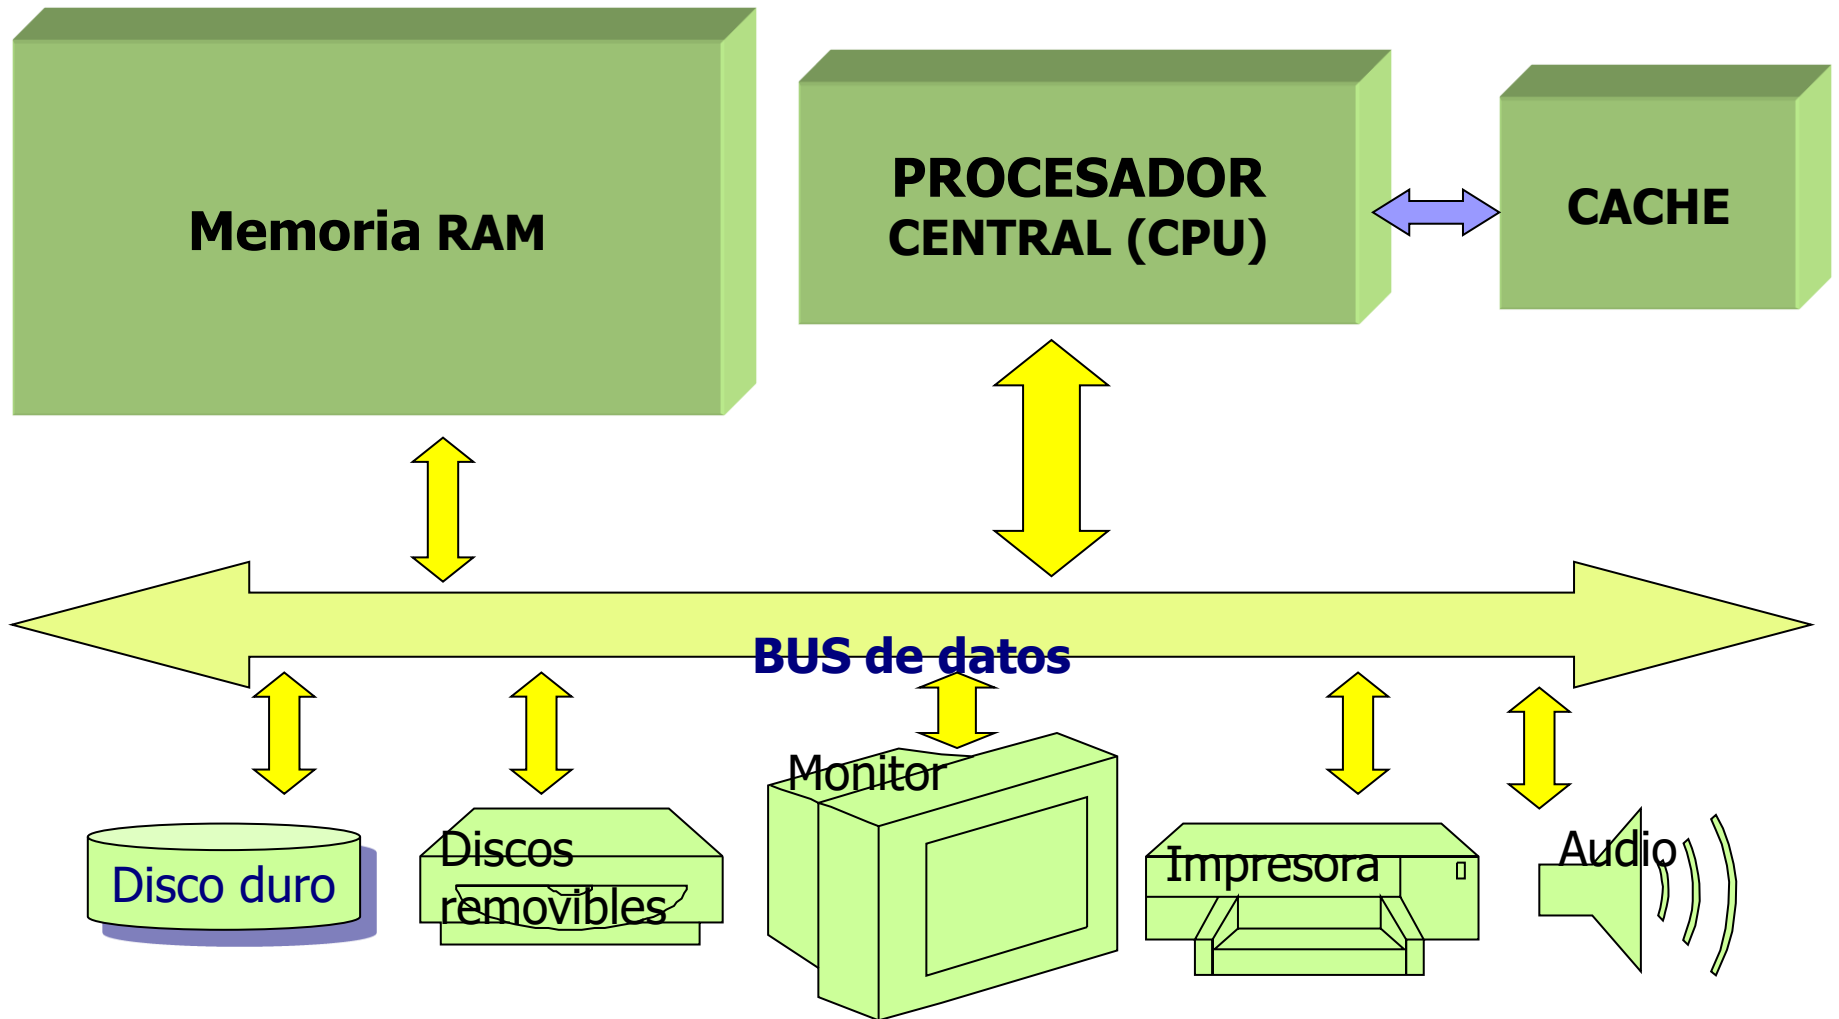 Memoria RAM
PROCESADOR
CENTRAL (CPU)
CACHE
BUS de datos
Disco duro
Discos
removibles
Monitor
Impresora
Audio